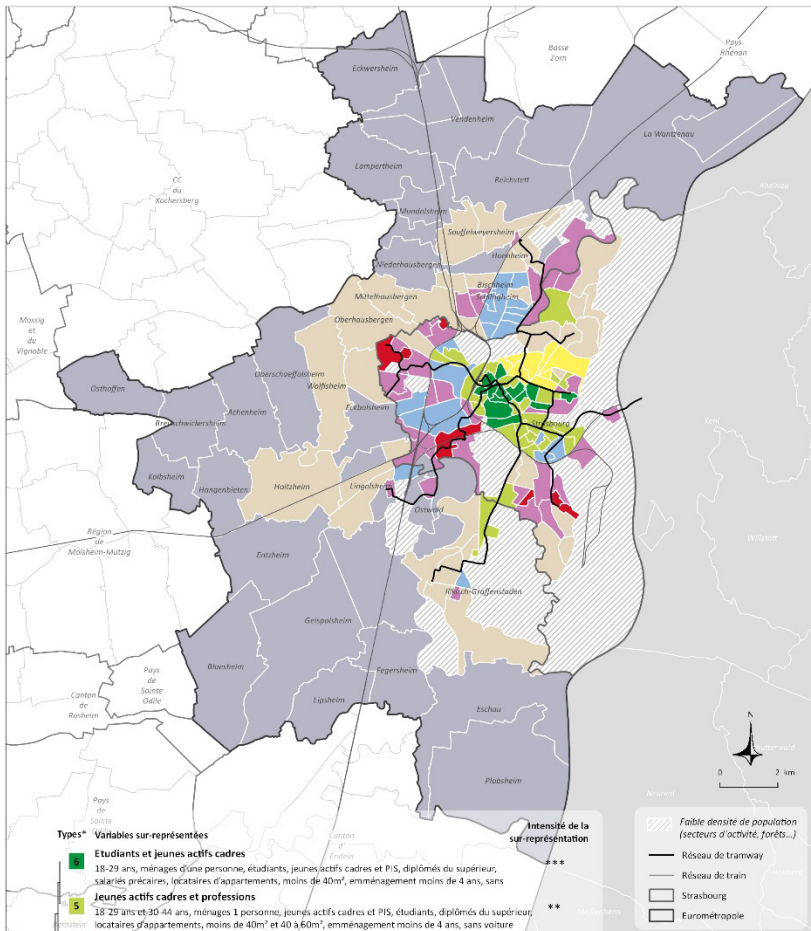 Basse
Zorn
Pays
Rhénan
Eckwersheim
Vendenheim
La Wantzenau
Lampertheim
Reichstett
CC
du
Kochersberg
Rheinau
Mundolsheim
Souffelweyersheim
Hoenheim
Niederhausbergen
Bischheim
Schiltigheim
Mittelhausbergen
Mossig
et du
Vignoble
Oberhausbergen
Oberschaeffolsheim
Wolfisheim
Osthoffen
Achenheim
Eckbolsheim
Breuschwickersheim
Strasbourg
Kehl
Kolbsheim
Hangenbieten
Holtzheim
Lingolsheim
Ostwald
Région
de
Molsheim-Mutzig
Entzheim
Willstätt
Illkirch-Graffenstaden
Geispolsheim
Blaesheim
Fegersheim
Pays
de
Sainte
Odile
Canton
de
Rosheim
Lipsheim
Eschau
Plobsheim
N
0 2 km
Pays
de
Sainte
Odile
Canton
d'
Erstein
Types* Variables sur-représentées
Intensité de la
sur-représentation
6 Etudiants et jeunes actifs cadres
18-29 ans, ménages d'une personne, étudiants, jeunes actifs cadres et PIS, diplômés du supérieur,
salariés précaires, locataires d'appartements, moins de 40m², emménagement moins de 4 ans, sans
***
5 Jeunes actifs cadres et professions
18-29 ans et 30-44 ans, ménages 1 personne, jeunes actifs cadres et PIS, étudiants, diplômés du supérieur,
locataires d'appartements, moins de 40m² et 40 à 60m², emménagement moins de 4 ans, sans voiture
**
Faible densité de population
(secteurs d'activité, forêts...)
Réseau de tramway
Réseau de train
Strasbourg
Eurométropole